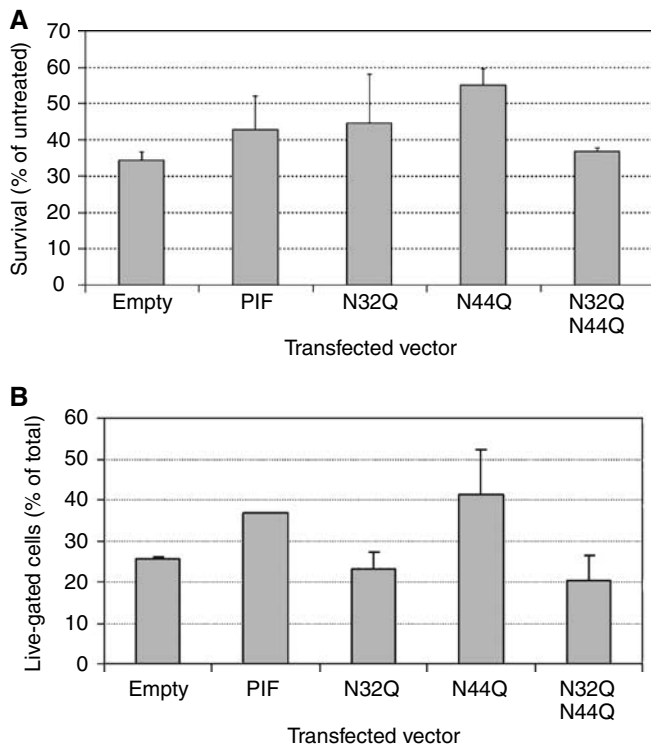 A
Survival (% of untreated)
70
60
50
40
30
20
10
0
Empty PIF N32Q N44Q N32Q
N44Q
Transfected vector
B
Live-gated cells (% of total)
60
50
40
30
20
10
0
Empty PIF N32Q N44Q N32Q
N44Q
Transfected vector